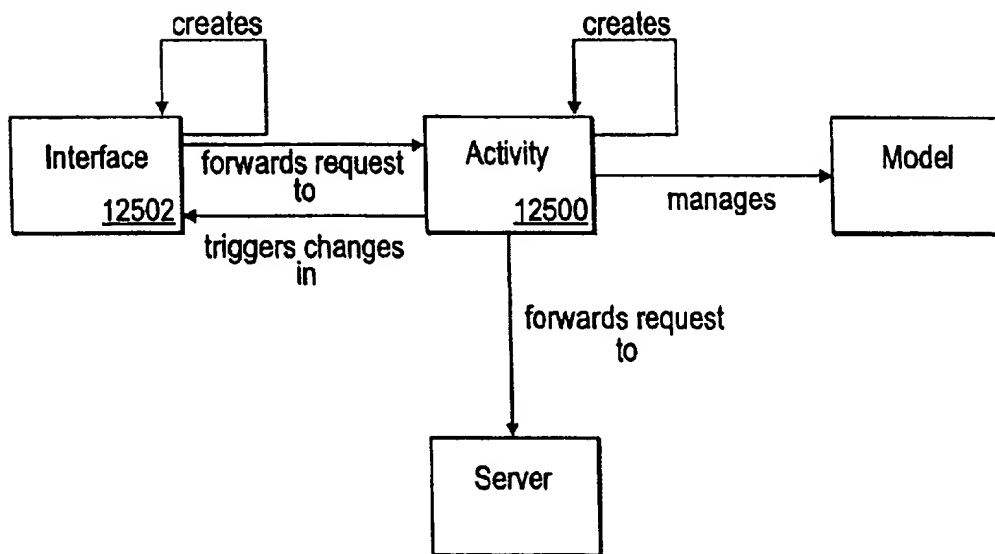 creates
creates
Interface
12502
forwards request
to
triggers changes
in
Activity
12500
manages
Model
forwards request
to
Server